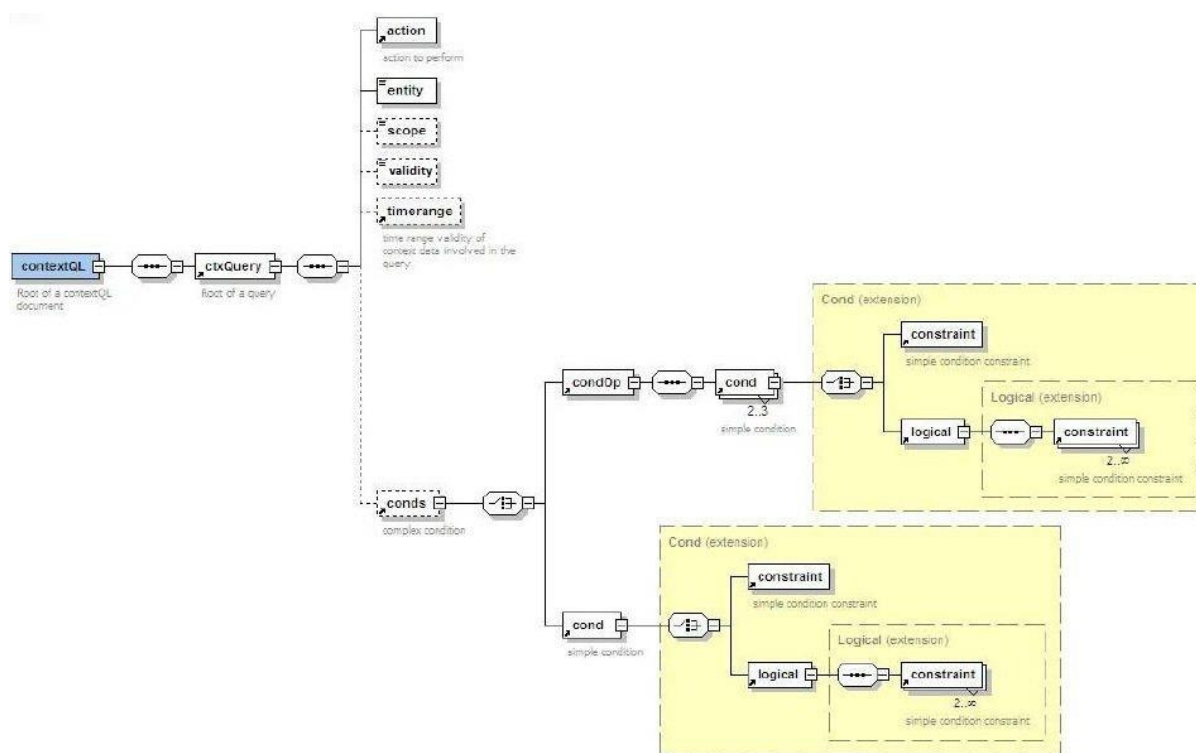 action
action to perform
entity
scope
validity
timerange
time range validity of
context data involved in the
query
contextQL
Root of a contextQL
document
ctxQuery
Root of a query
Cond (extension)
constraint
simple condition constraint
condOp
cond
2..3
simple condition
Logical (extension)
logical
constraint
2..∞
simple condition constraint
conds
complex condition
Cond (extension)
constraint
simple condition constraint
cond
simple condition
Logical (extension)
logical
constraint
2..∞
simple condition constraint